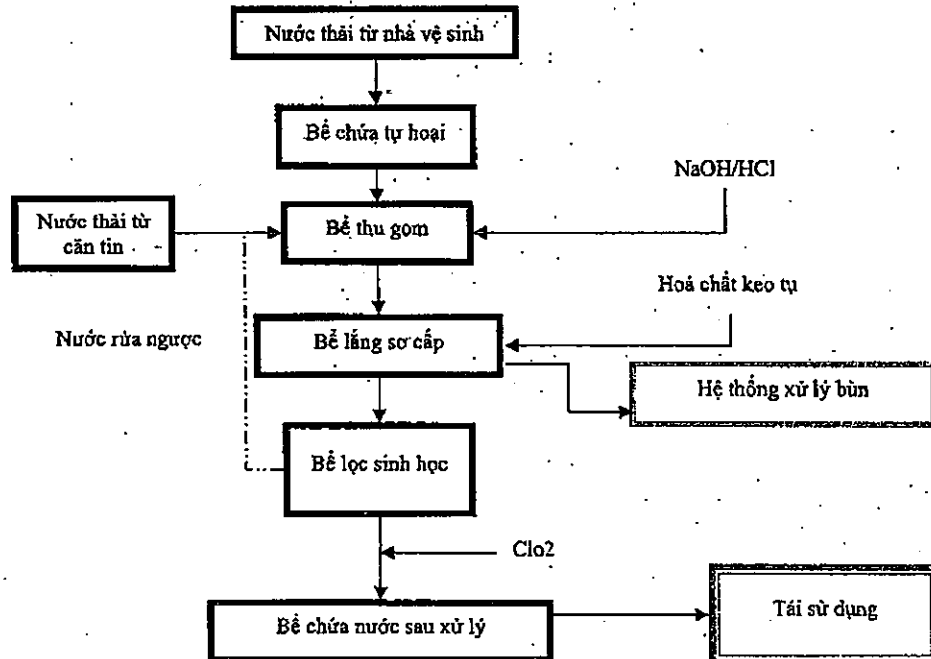 Nước thải từ nhà vệ sinh
Bể chứa tự hoại
NaOH/HCl
Nước thải từ
căn tin
Bể thu gom
Hoá chất keo tụ
Nước rửa ngược
Bể lắng sơ cấp
Hệ thống xử lý bùn
Bể lọc sinh học
Clo2
Bể chứa nước sau xử lý
Tái sử dụng